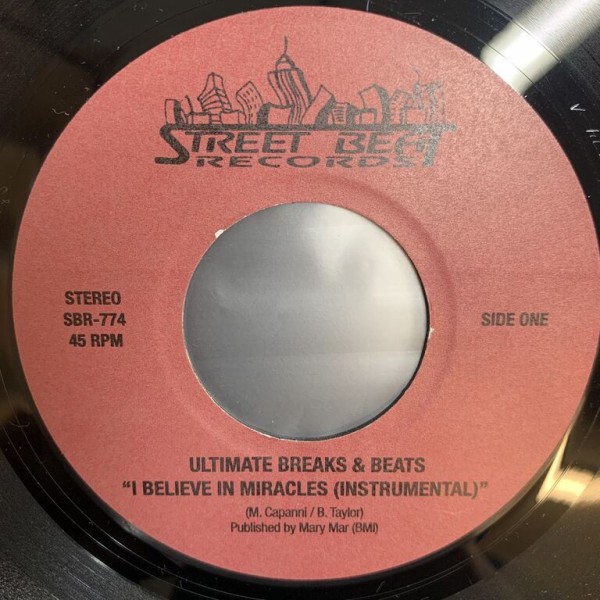 STREET BEAT
RECORDS
STEREO
SBR-774
45 RPM
SIDE ONE
ULTIMATE BREAKS & BEATS
“I BELIEVE IN MIRACLES (INSTRUMENTAL)”
(M. Capanni / B. Taylor)
Published by Mary Mar (BMI)